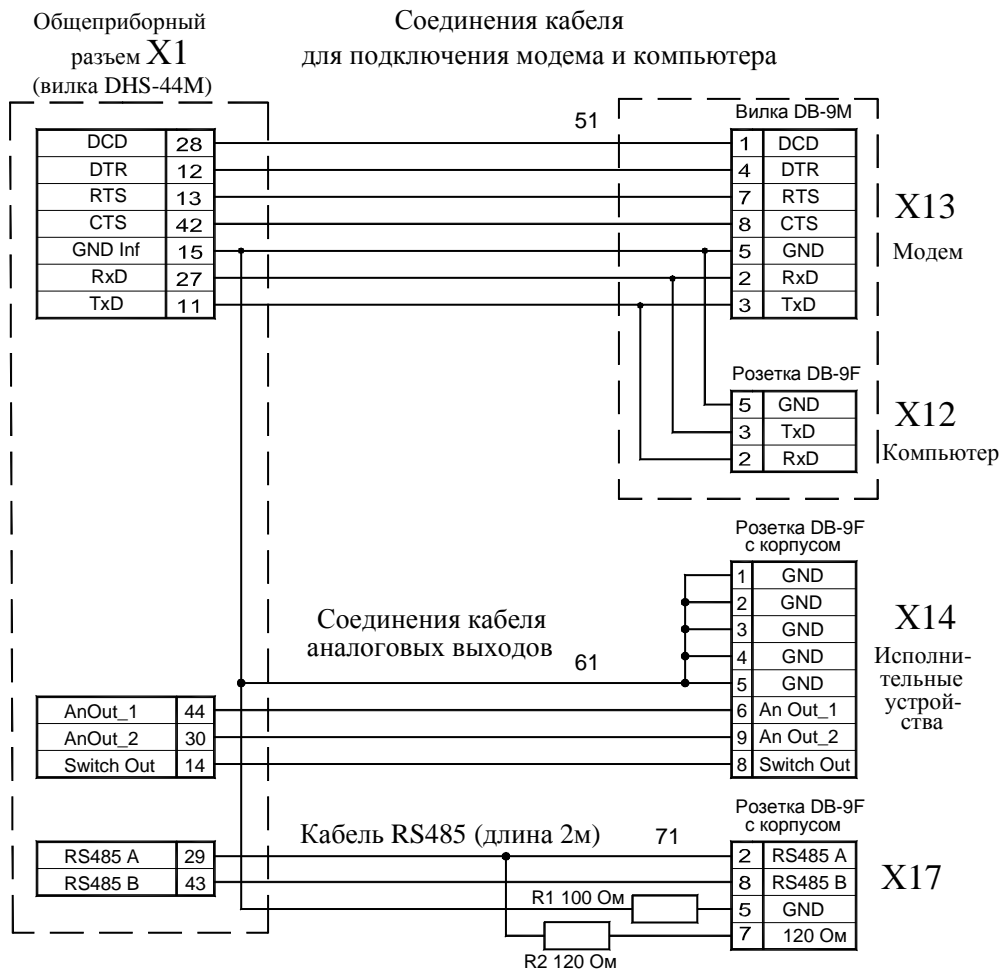 Общеприборный
разъем X1
(вилка DHS-44M)
Соединения кабеля
для подключения модема и компьютера
51
Вилка DB-9M
DCD 28
1 DCD
DTR 12
4 DTR
RTS 13
7 RTS
CTS 42
8 CTS
GND Inf 15
5 GND
RxD 27
2 RxD
TxD 11
3 TxD
X13
Модем
Розетка DB-9F
5 GND
3 TxD
2 RxD
X12
Компьютер
Розетка DB-9F
с корпусом
1 GND
2 GND
3 GND
4 GND
5 GND
6 An Out_1
9 An Out_2
8 Switch Out
X14
Исполни-
тельные
устрой-
ства
Соединения кабеля
аналоговых выходов
61
AnOut_1 44
AnOut_2 30
Switch Out 14
Розетка DB-9F
с корпусом
Кабель RS485 (длина 2м)
71
RS485 A 29
RS485 B 43
2 RS485 A
8 RS485 B
5 GND
7 120 Ом
X17
R1 100 Ом
R2 120 Ом